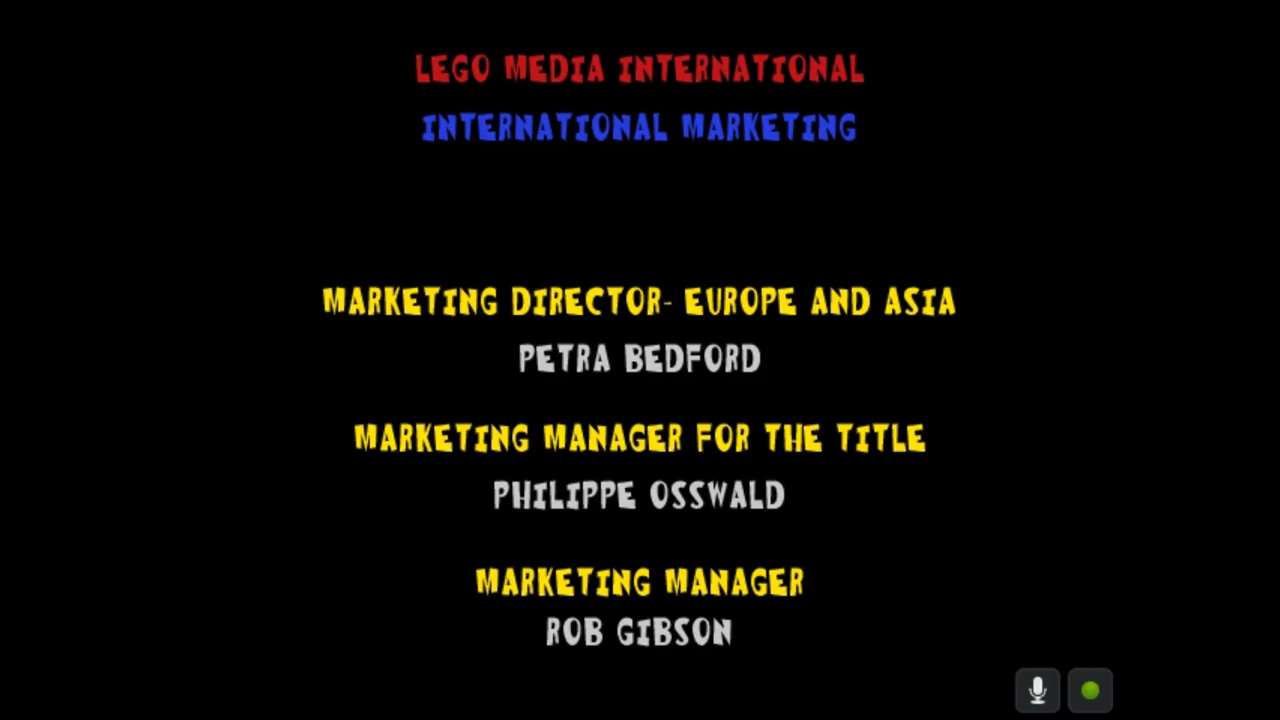 LEGO MEDIA INTERNATIONAL
INTERNATIONAL MARKETING
MARKETING DIRECTOR- EUROPE AND ASIA
PETRA BEDFORD
MARKETING MANAGER FOR THE TITLE
PHILIPPE OSSWALD
MARKETING MANAGER
ROB GIBSON